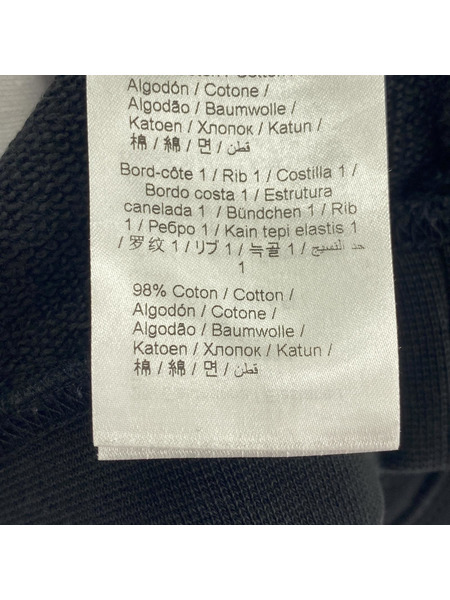 Algodón / Cotone /
Algodão / Baumwolle /
Katoen / Хлопок / Katun /
棉 / 綿 / 면 / قطن
Bord-côte 1 / Rib 1 / Costilla 1 /
Bordo costa 1 / Estrutura
canelada 1 / Bündchen 1 / Rib
1 / Ребро 1 / Kain tepi elastis 1
/ 罗纹 1 / リブ 1 / 늑골 1 / حد النسيج
1
98% Coton / Cotton /
Algodón / Cotone /
Algodão / Baumwolle /
Katoen / Хлопок / Katun /
棉 / 綿 / 면 / قطن